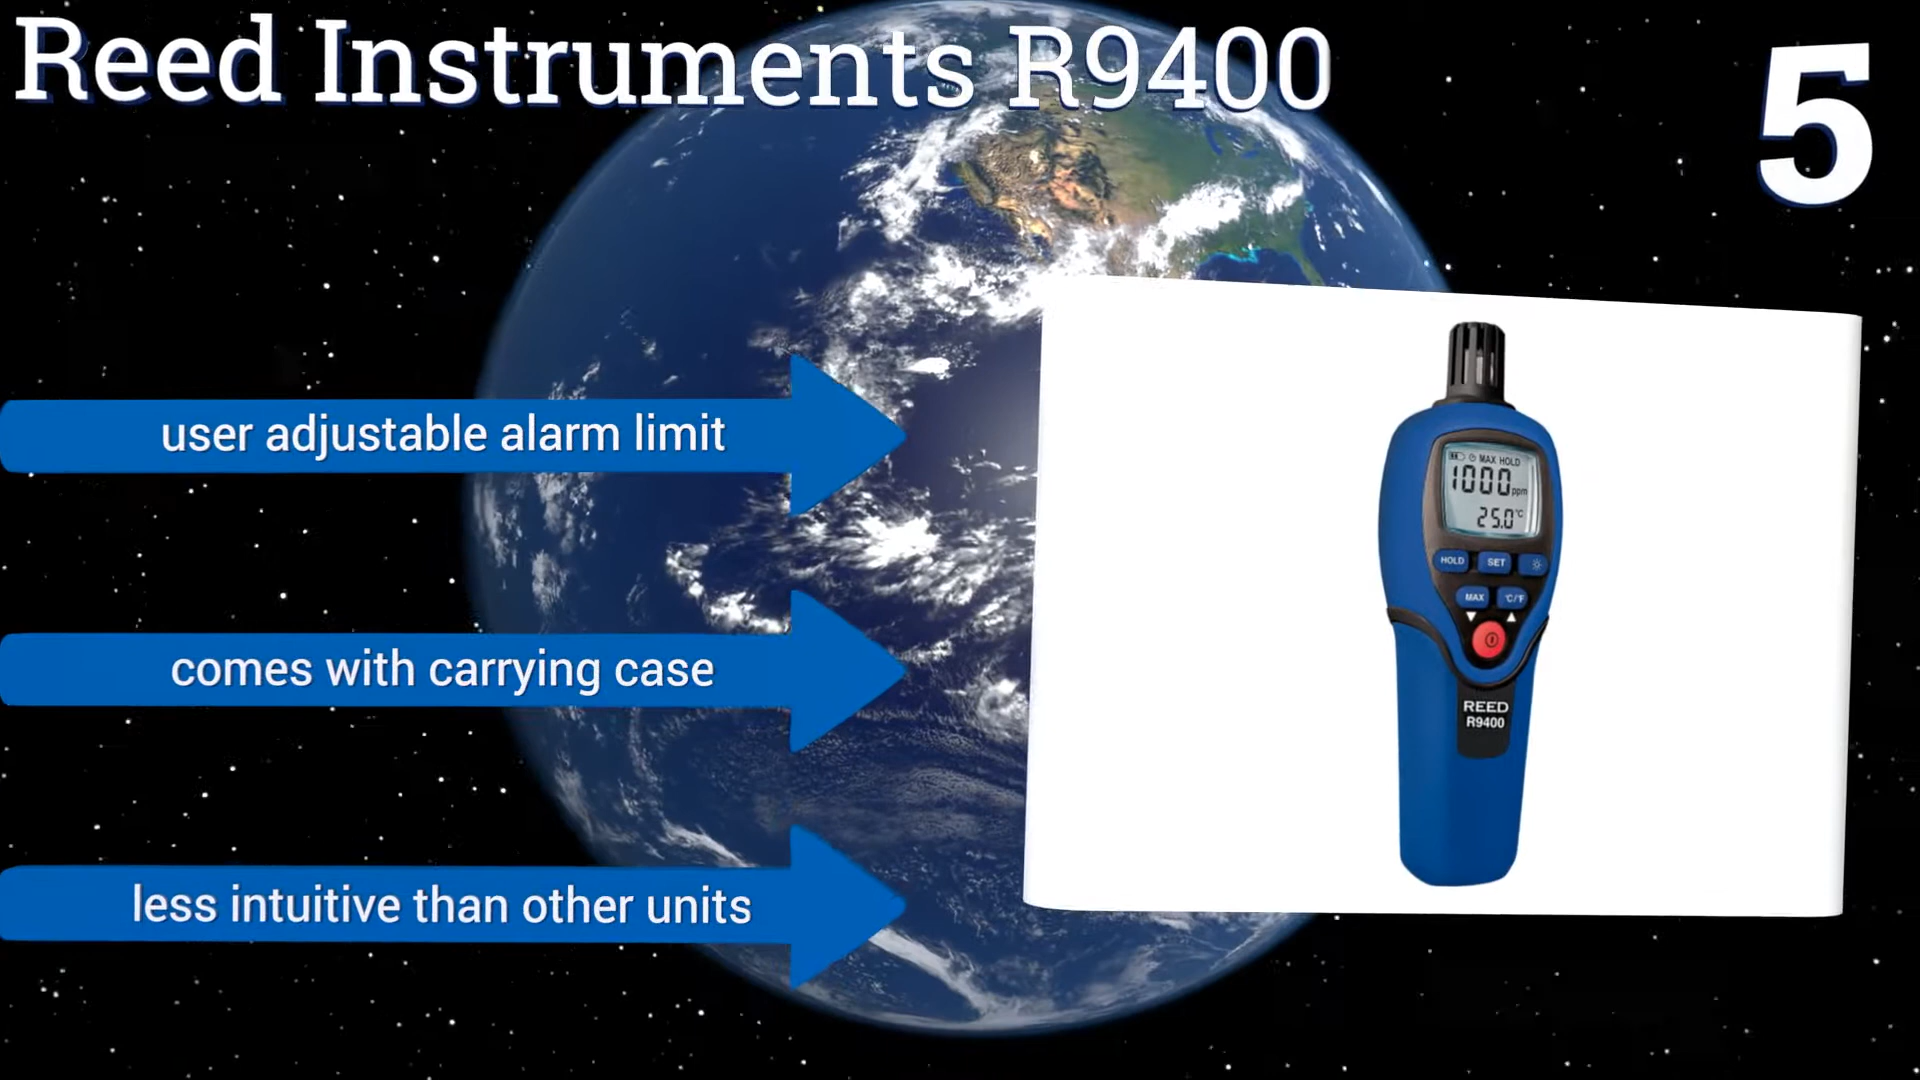 Reed Instruments R9400
5
user adjustable alarm limit
comes with carrying case
less intuitive than other units
MAX HOLD
1000 ppm
25.0 °C
HOLD SET
MAX °C/°F
REED
R9400